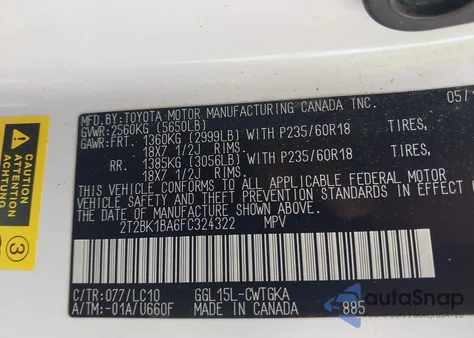 MFD.BY:TOYOTA MOTOR MANUFACTURING CANADA INC. 05/1
GVWR:2560KG (5650LB)
GAWR:FRT. 1360KG (2999LB) WITH P235/60R18 TIRES,
18X7 1/2J RIMS.
RR. 1385KG (3056LB) WITH P235/60R18 TIRES,
18X7 1/2J RIMS.
THIS VEHICLE CONFORMS TO ALL APPLICABLE FEDERAL MOTOR
VEHICLE SAFETY AND THEFT PREVENTION STANDARDS IN EFFECT O
THE DATE OF MANUFACTURE SHOWN ABOVE.
2T2BK1BA6FC324322 MPV
C/TR:077/LC10 GGL15L-CWTGKA
A/TM:-01A/U660F MADE IN CANADA 885
ACHTUNG
ATTENTION
3
autoSnap